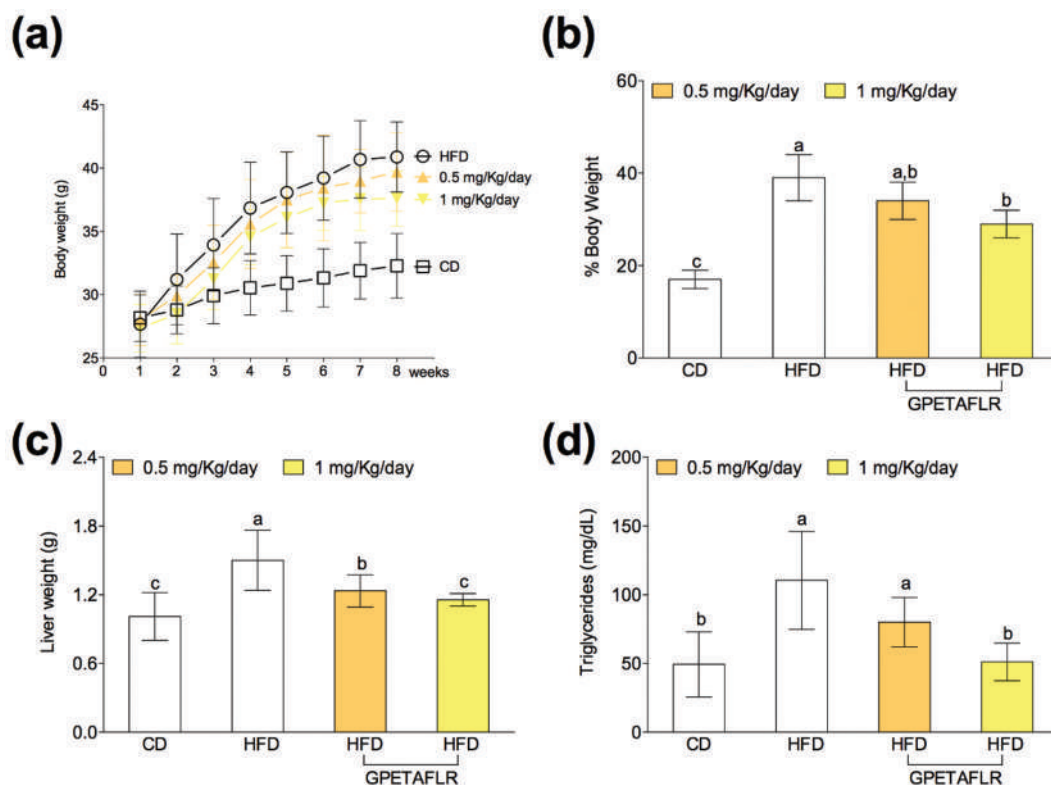 (a)
Body weight (g)
45
40
35
30
25
0
1
2
3
4
5
6
7
8
weeks
HFD
0.5 mg/Kg/day
1 mg/Kg/day
CD
(b)
0.5 mg/Kg/day
1 mg/Kg/day
% Body Weight
60
40
20
0
c
a
a,b
b
CD
HFD
HFD
HFD
GPETAFLR
(c)
0.5 mg/Kg/day
1 mg/Kg/day
Liver weight (g)
2.4
1.8
1.2
0.6
0.0
c
a
b
c
CD
HFD
HFD
HFD
GPETAFLR
(d)
0.5 mg/Kg/day
1 mg/Kg/day
Triglycerides (mg/dL)
200
150
100
50
0
b
a
a
b
CD
HFD
HFD
HFD
GPETAFLR